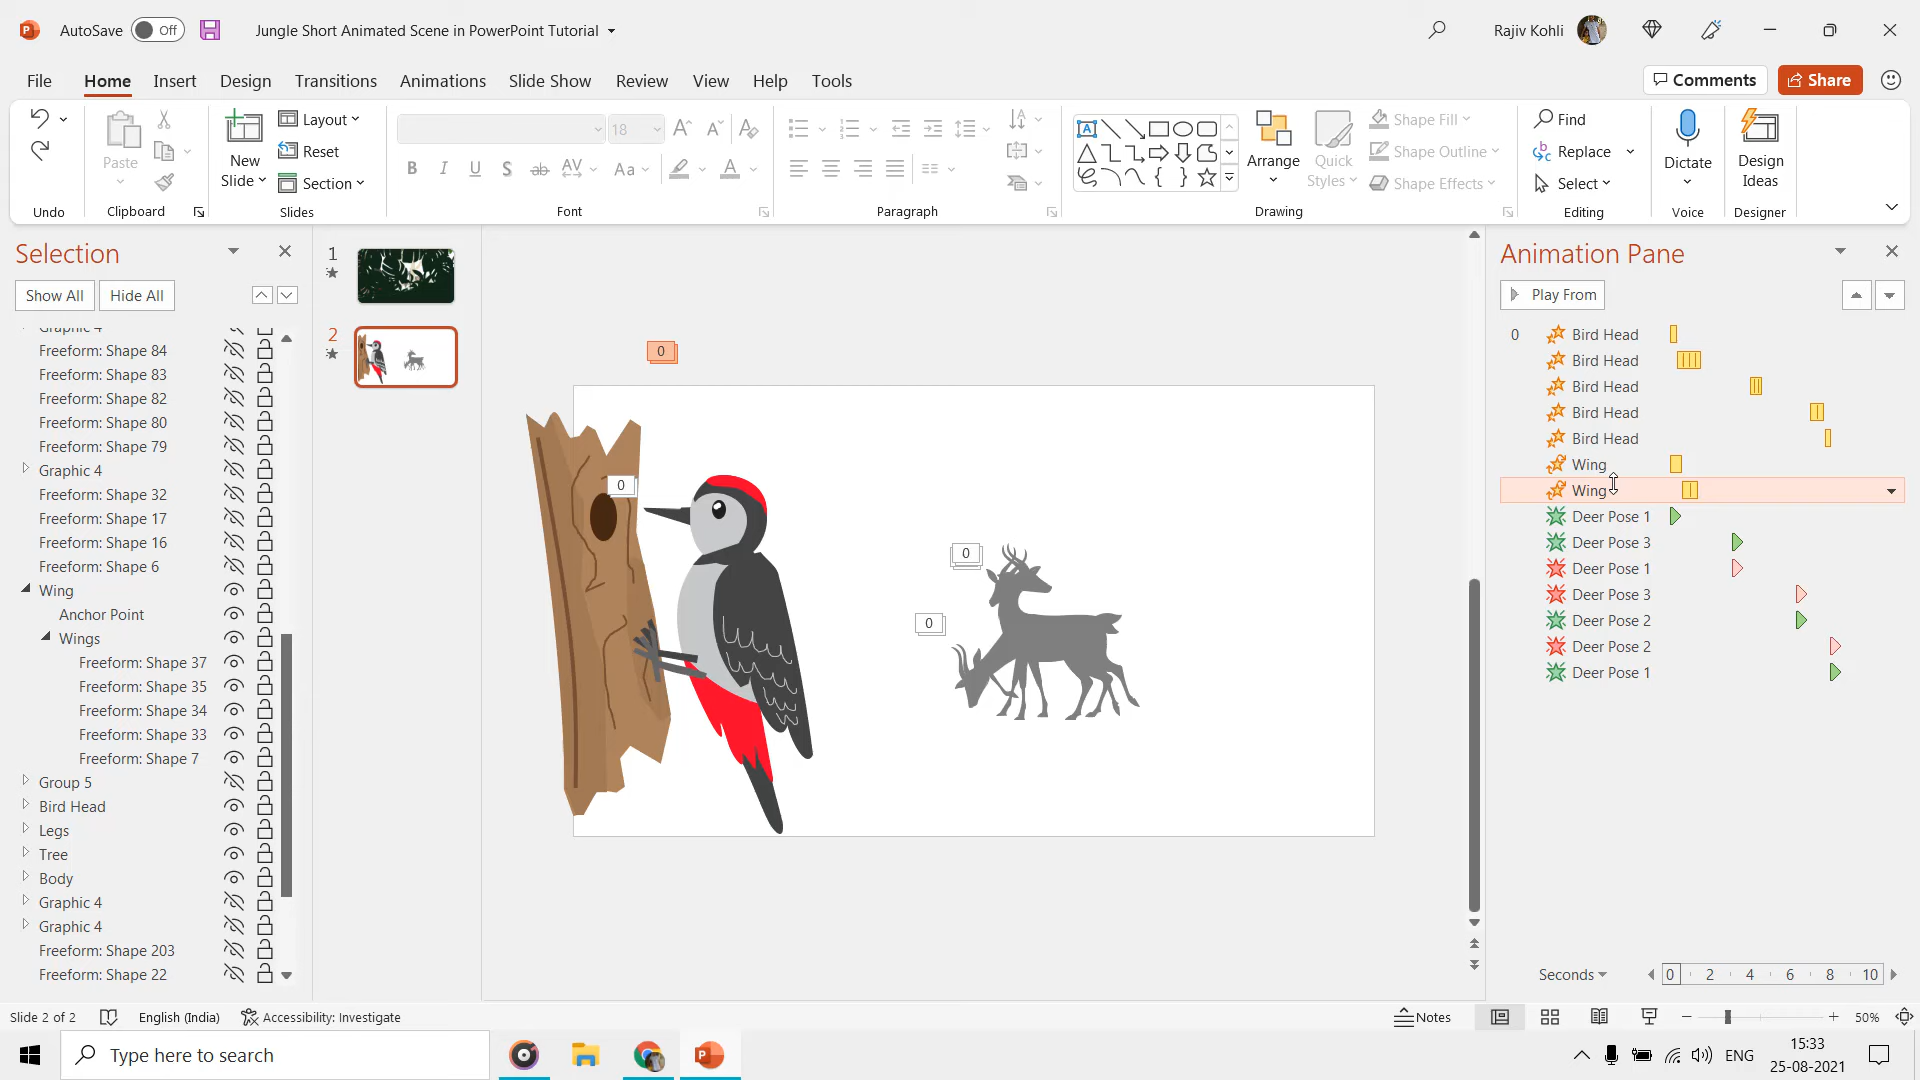 AutoSave Off Jungle Short Animated Scene in PowerPoint Tutorial Rajiv Kohli
File Home Insert Design Transitions Animations Slide Show Review View Help Tools Comments Share
Undo
Paste
Clipboard
New Slide
Layout
Reset
Section
Slides
18
B I U S ab AV Aa A
Font
Paragraph
Arrange
Quick Styles
Shape Fill
Shape Outline
Shape Effects
Drawing
Find
Replace
Select
Editing
Dictate
Voice
Design Ideas
Designer
Selection
Show All Hide All
Graphic 4
Freeform: Shape 84
Freeform: Shape 83
Freeform: Shape 82
Freeform: Shape 80
Freeform: Shape 79
Graphic 4
Freeform: Shape 32
Freeform: Shape 17
Freeform: Shape 16
Freeform: Shape 6
Wing
Anchor Point
Wings
Freeform: Shape 37
Freeform: Shape 35
Freeform: Shape 34
Freeform: Shape 33
Freeform: Shape 7
Group 5
Bird Head
Legs
Tree
Body
Graphic 4
Graphic 4
Freeform: Shape 203
Freeform: Shape 22
1
2
0
0
0
0
Animation Pane
Play From
0 Bird Head
Bird Head
Bird Head
Bird Head
Bird Head
Wing
Wing
Deer Pose 1
Deer Pose 3
Deer Pose 1
Deer Pose 3
Deer Pose 2
Deer Pose 2
Deer Pose 1
Seconds 0 2 4 6 8 10
Slide 2 of 2 English (India) Accessibility: Investigate Notes 50%
Type here to search
ENG
15:33
25-08-2021